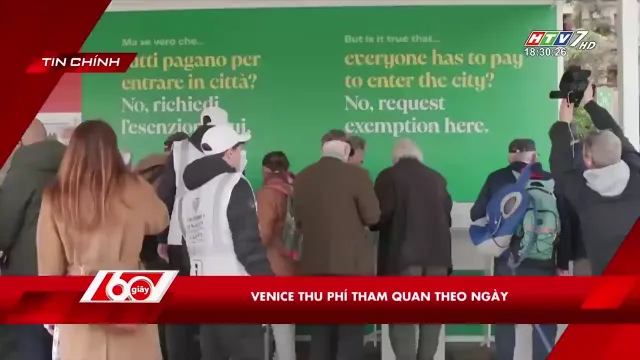 HTV7 HD
18:30:26
TIN CHÍNH
Ma se vero che...
tutti pagano per
entrare in città?
No, richiedi
l'esenzione qui.
But is it true that...
everyone has to pay
to enter the city?
No, request
exemption here.
60 giây
VENICE THU PHÍ THAM QUAN THEO NGÀY